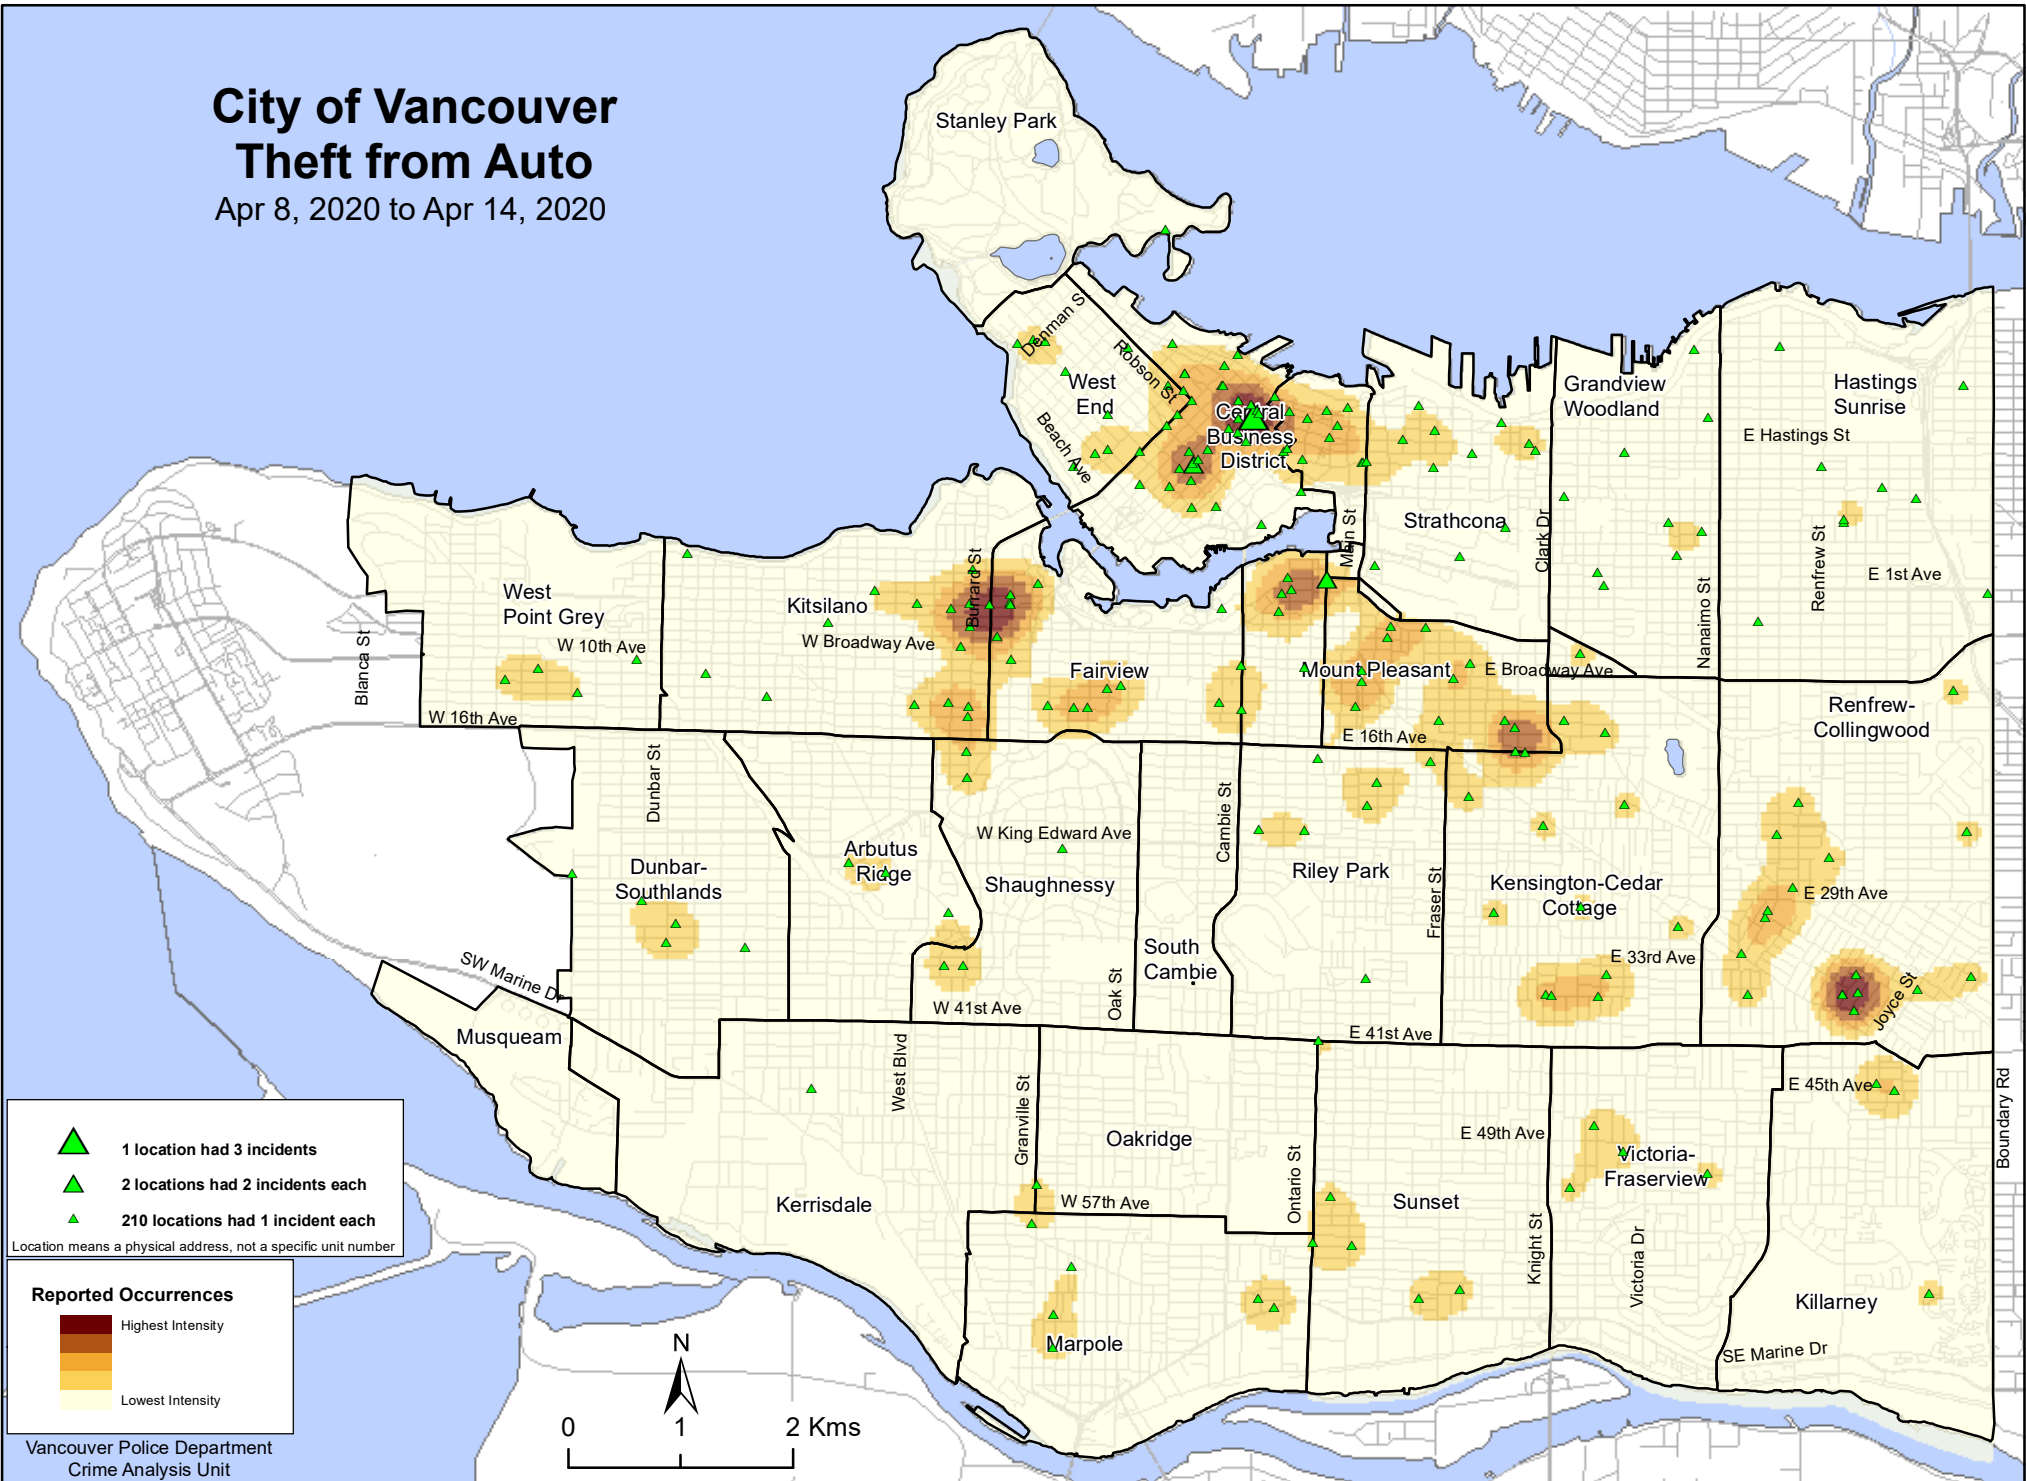 City of Vancouver
Theft from Auto
Apr 8, 2020 to Apr 14, 2020
Stanley Park
Denman S
Robson St
West
End
Beach Ave
Central
Business
District
Grandview
Woodland
Hastings
Sunrise
E Hastings St
Strathcona
Main St
Clark Dr
Nanaimo St
Renfrew St
E 1st Ave
West
Point Grey
W 10th Ave
Blanca St
W 16th Ave
Kitsilano
W Broadway Ave
Burrard St
Fairview
Mount Pleasant
E Broadway Ave
E 16th Ave
Renfrew-
Collingwood
Dunbar St
Dunbar-
Southlands
Arbutus
Ridge
W King Edward Ave
Shaughnessy
Cambie St
Riley Park
Fraser St
Kensington-Cedar
Cottage
E 29th Ave
South
Cambie
E 33rd Ave
SW Marine Dr
Oak St
W 41st Ave
E 41st Ave
Joyce St
Musqueam
West Blvd
Granville St
Oakridge
Ontario St
E 49th Ave
E 45th Ave
Boundary Rd
Victoria-
Fraserview
Kerrisdale
W 57th Ave
Sunset
Knight St
Victoria Dr
Killarney
Marpole
SE Marine Dr
1 location had 3 incidents
2 locations had 2 incidents each
210 locations had 1 incident each
Location means a physical address, not a specific unit number
Reported Occurrences
Highest Intensity
Lowest Intensity
Vancouver Police Department
Crime Analysis Unit
N
0 1 2 Kms